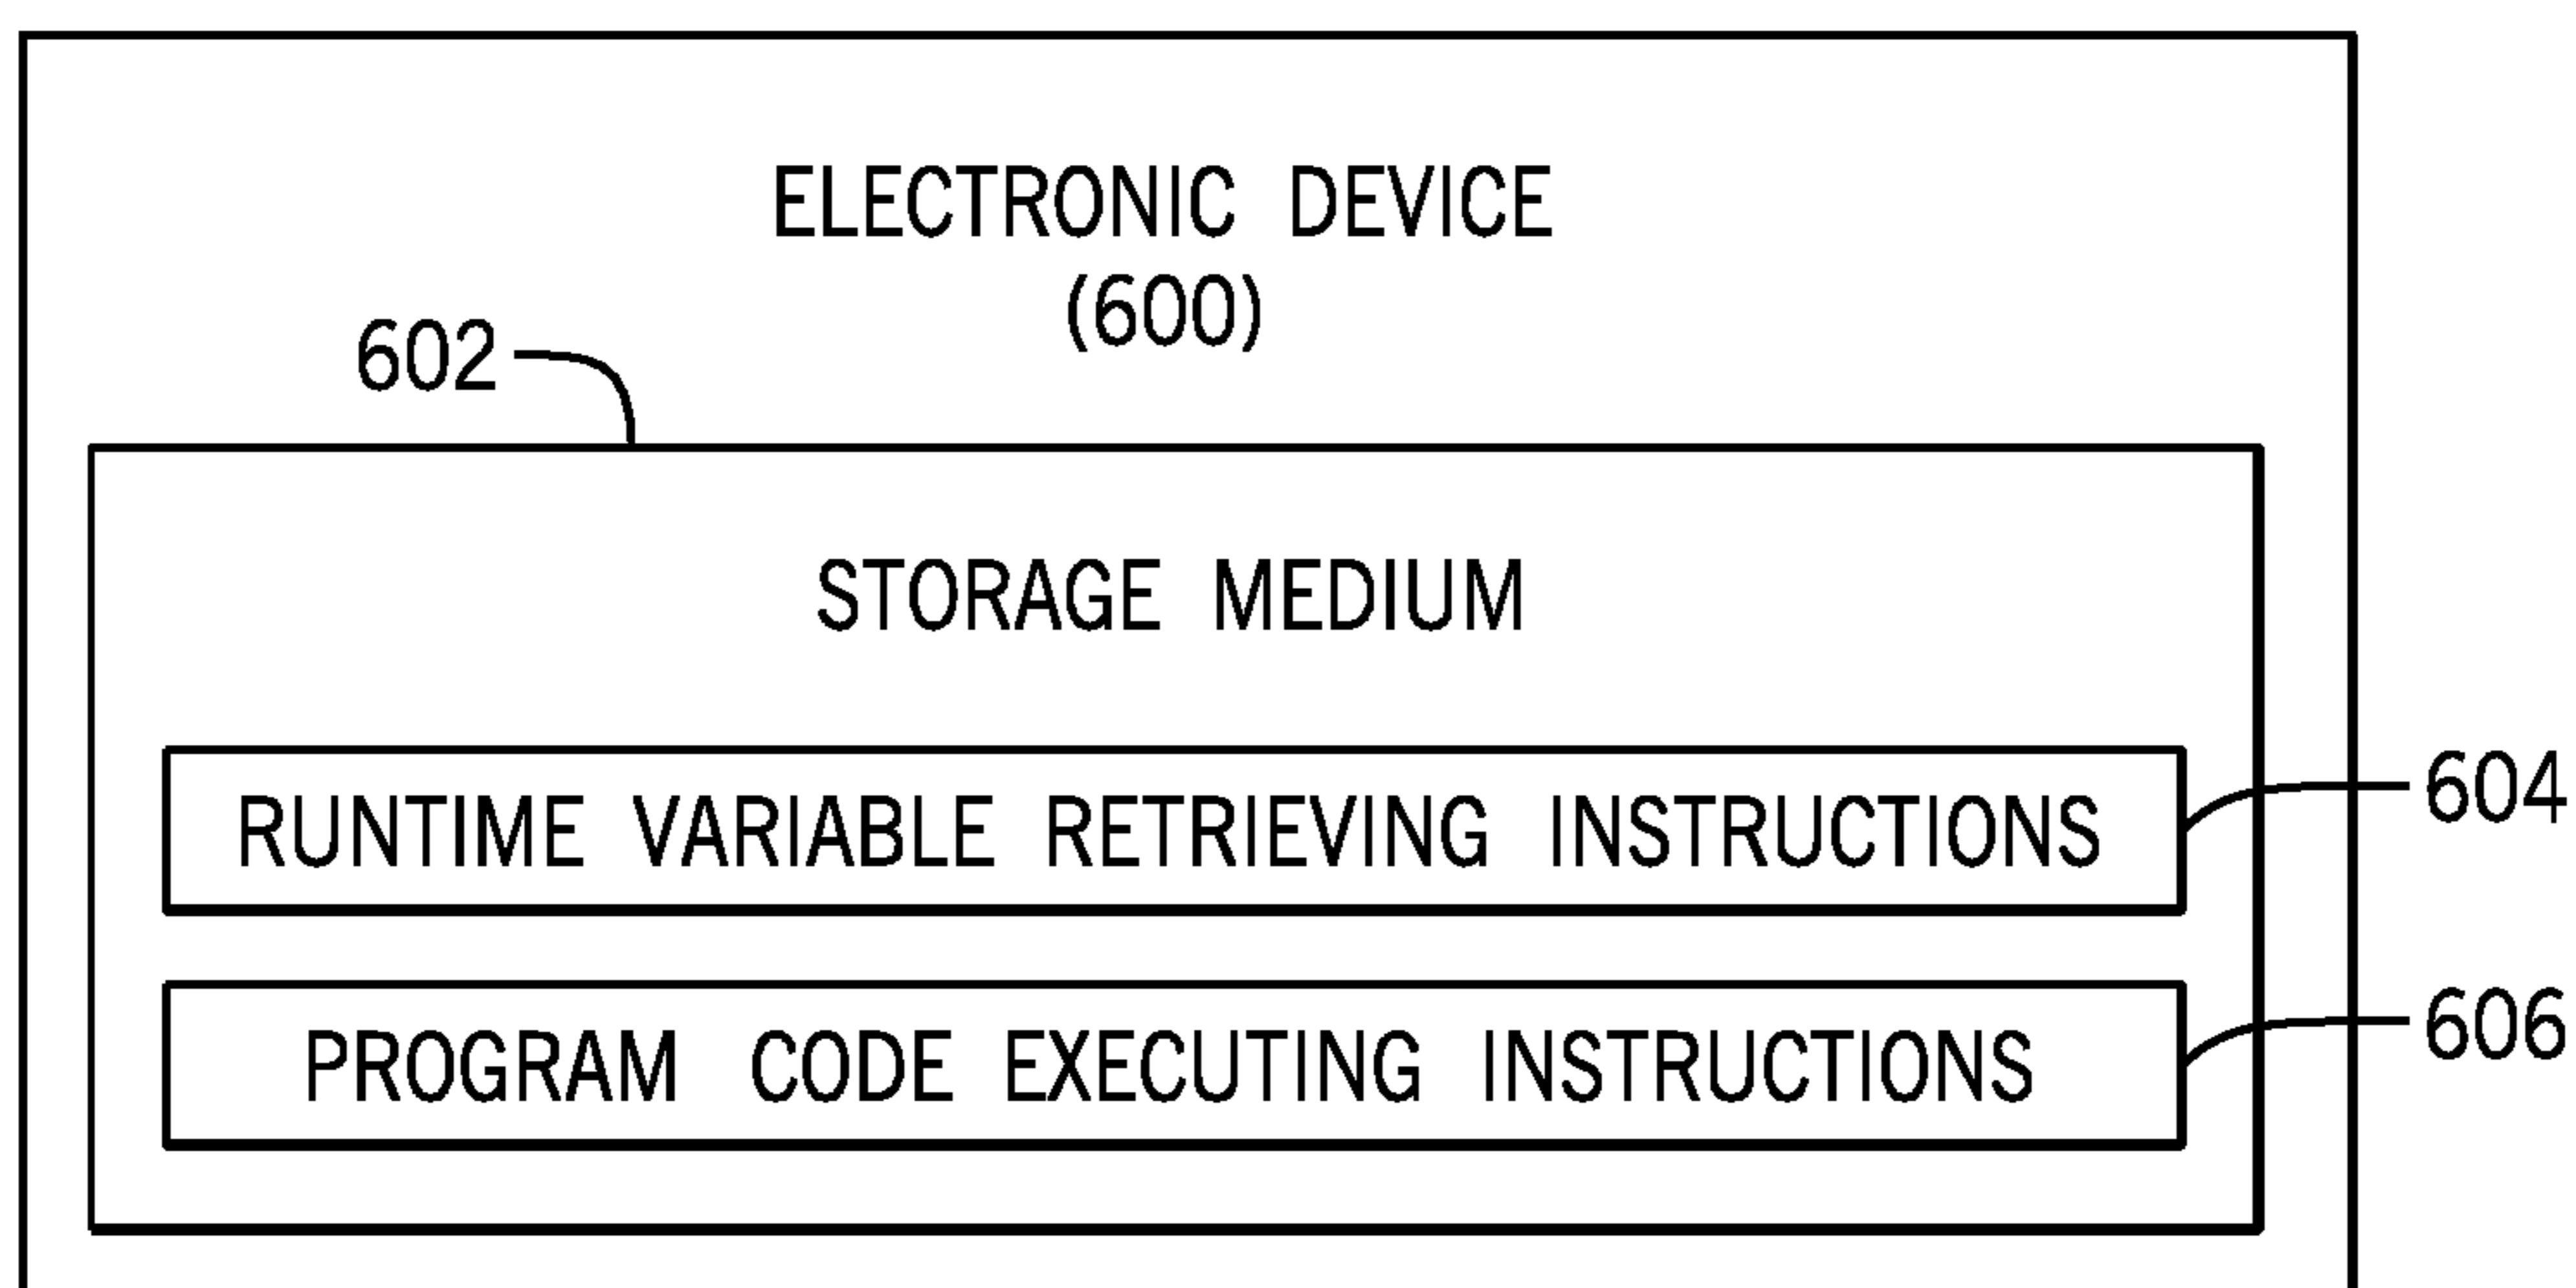 ELECTRONIC DEVICE
(600)
602
STORAGE MEDIUM
RUNTIME VARIABLE RETRIEVING INSTRUCTIONS
604
PROGRAM CODE EXECUTING INSTRUCTIONS
606